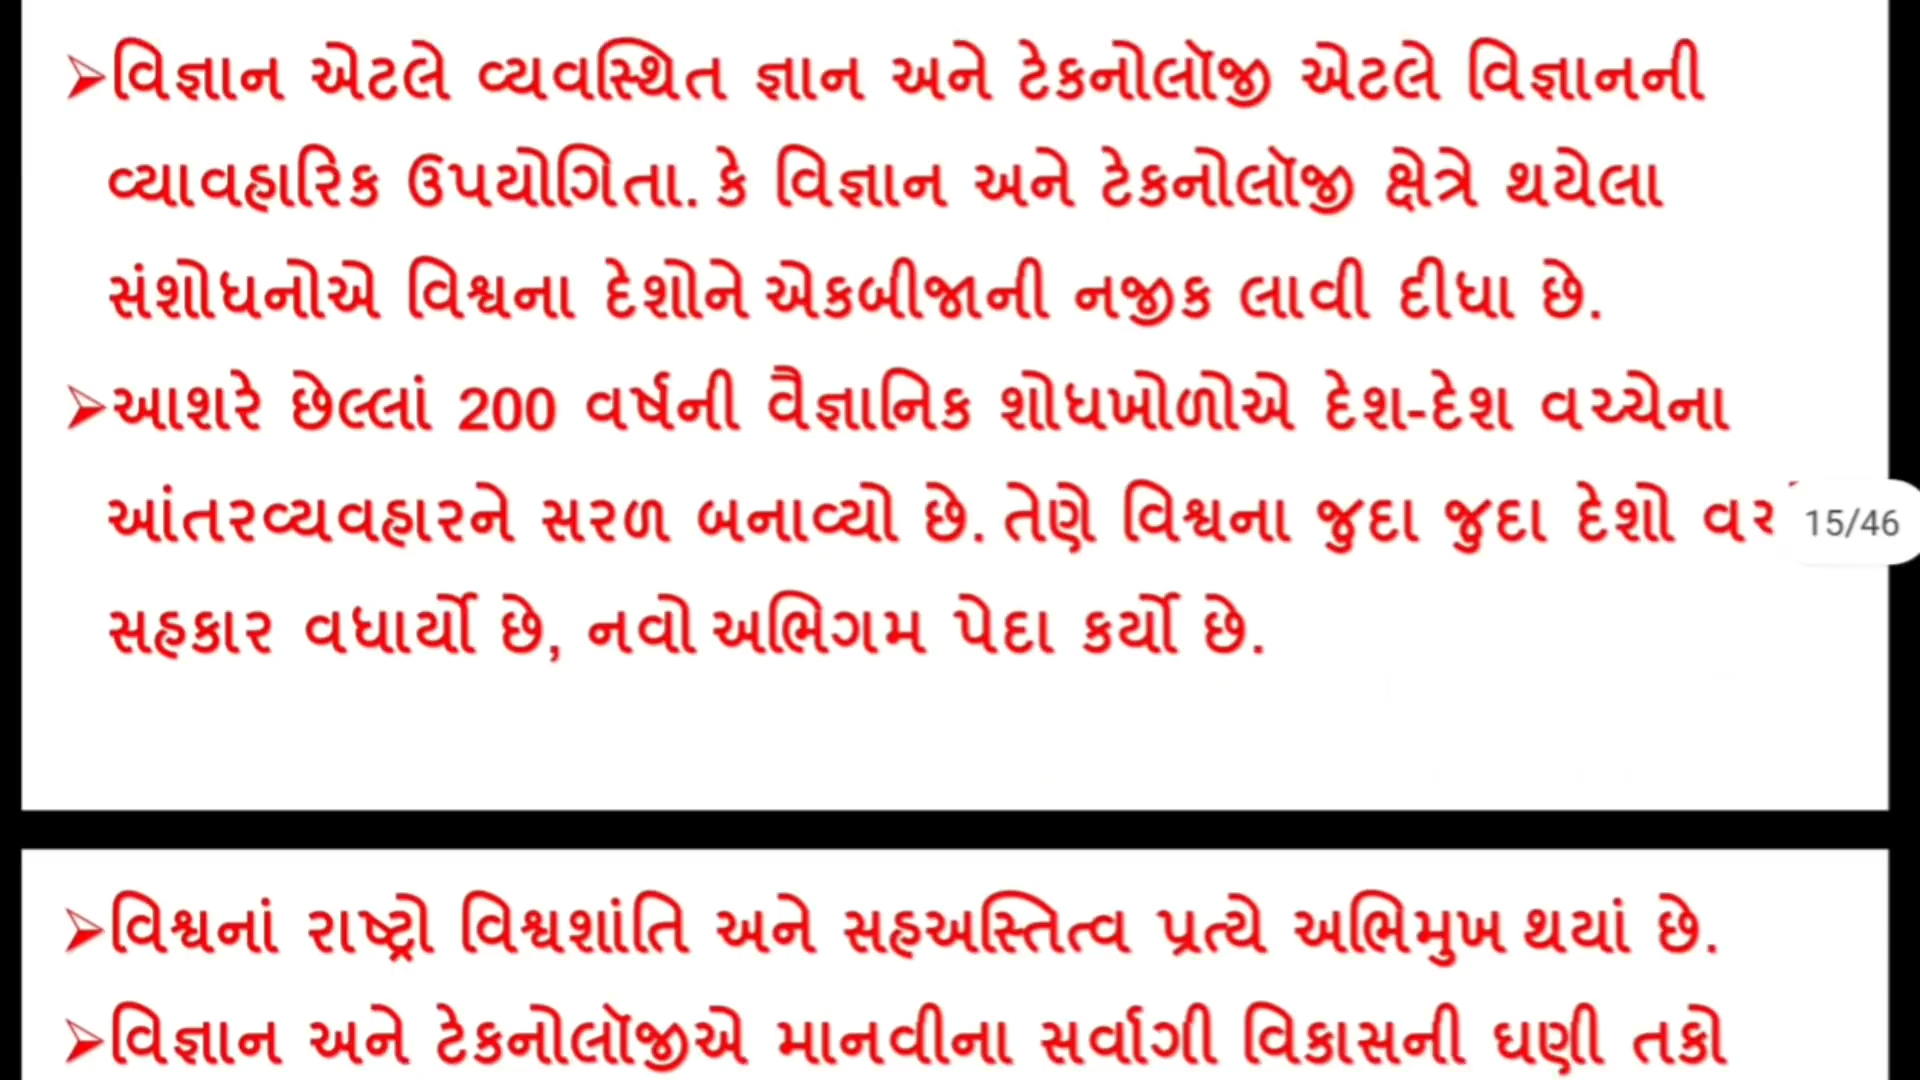 ➢વિજ્ઞાન એટલે વ્યવસ્થિત જ્ઞાન અને ટેકનોલૉજી એટલે વિજ્ઞાનની
વ્યાવહારિક ઉપયોગિતા. કે વિજ્ઞાન અને ટેકનોલૉજી ક્ષેત્રે થયેલા
સંશોધનોએ વિશ્વના દેશોને એકબીજાની નજીક લાવી દીધા છે.
➢આશરે છેલ્લાં 200 વર્ષની વૈજ્ઞાનિક શોધખોળોએ દેશ-દેશ વચ્ચેના
આંતરવ્યવહારને સરળ બનાવ્યો છે. તેણે વિશ્વના જુદા જુદા દેશો
15/46
સહકાર વધાર્યો છે, નવો અભિગમ પેદા કર્યો છે.
➢વિશ્વનાં રાષ્ટ્રો વિશ્વશાંતિ અને સહઅસ્તિત્વ પ્રત્યે અભિમુખ થયાં છે.
➢વિજ્ઞાન અને ટેકનોલૉજીએ માનવીના સર્વાગી વિકાસની ઘણી તકો